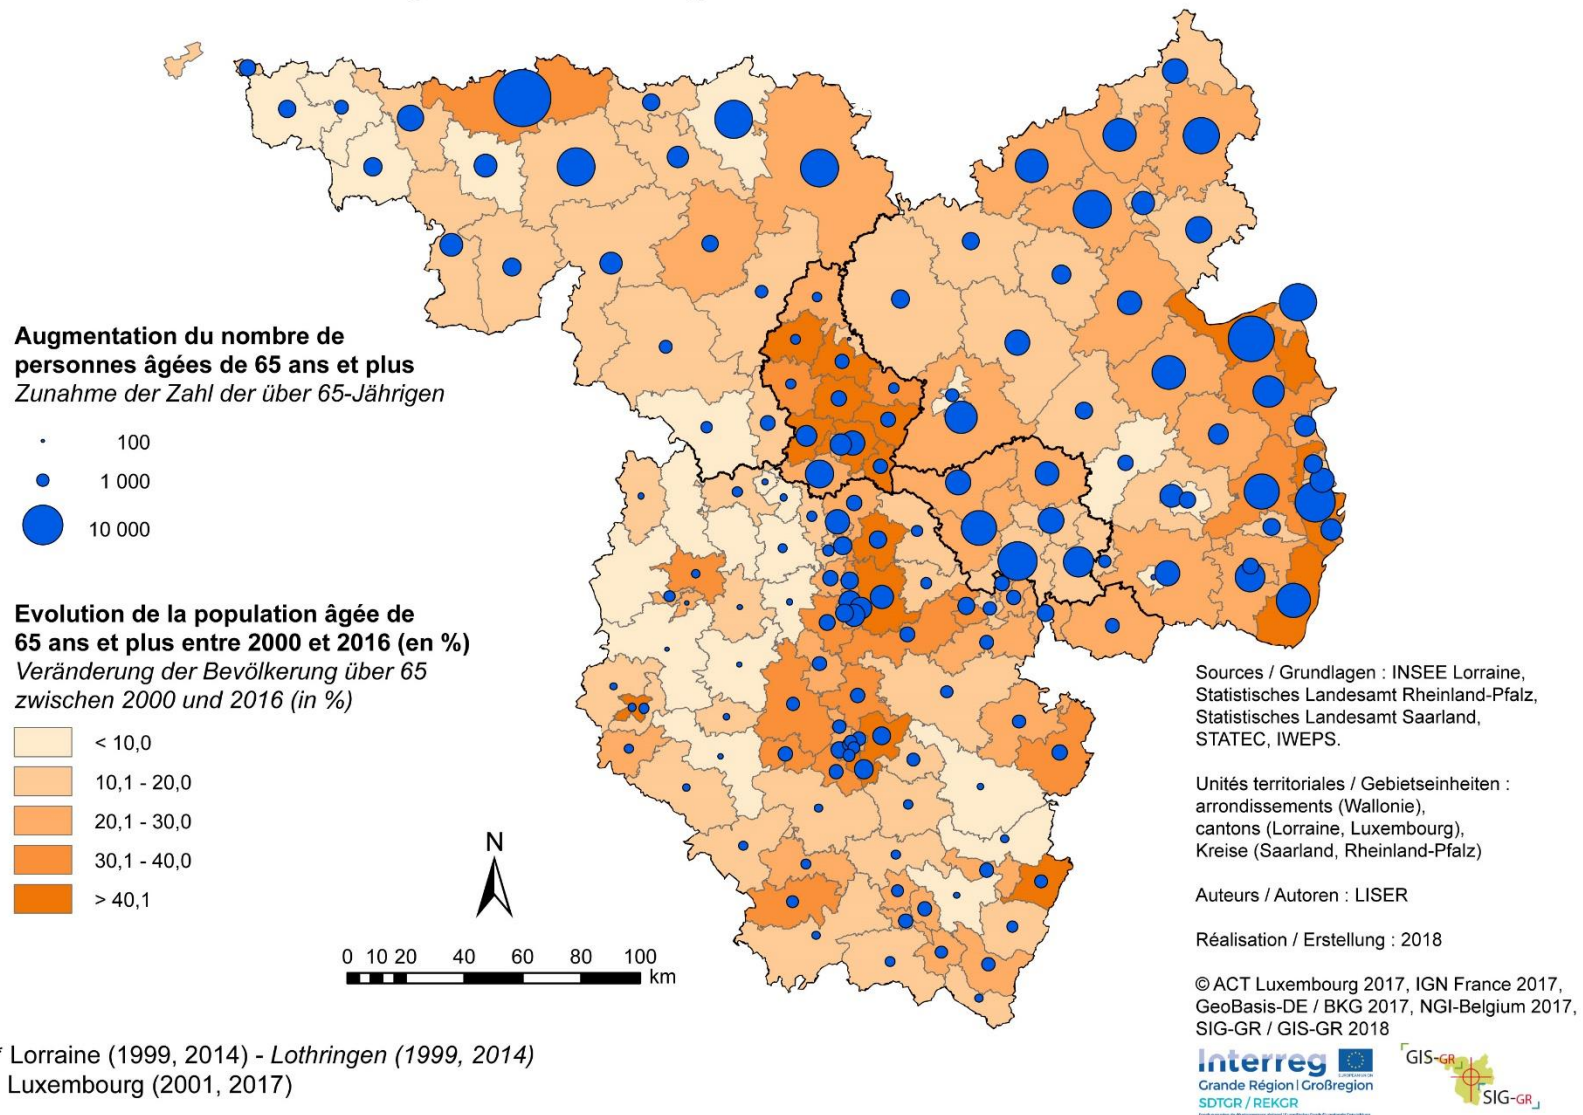 Augmentation du nombre de
personnes âgées de 65 ans et plus
Zunahme der Zahl der über 65-Jährigen
100
1 000
10 000
Evolution de la population âgée de
65 ans et plus entre 2000 et 2016 (en %)
Veränderung der Bevölkerung über 65
zwischen 2000 und 2016 (in %)
< 10,0
10,1 - 20,0
20,1 - 30,0
30,1 - 40,0
> 40,1
N
0 10 20 40 60 80 100
km
* Lorraine (1999, 2014) - Lothringen (1999, 2014)
Luxembourg (2001, 2017)
Sources / Grundlagen : INSEE Lorraine,
Statistisches Landesamt Rheinland-Pfalz,
Statistisches Landesamt Saarland,
STATEC, IWEPS.
Unités territoriales / Gebietseinheiten :
arrondissements (Wallonie),
cantons (Lorraine, Luxembourg),
Kreise (Saarland, Rheinland-Pfalz)
Auteurs / Autoren : LISER
Réalisation / Erstellung : 2018
© ACT Luxembourg 2017, IGN France 2017,
GeoBasis-DE / BKG 2017, NGI-Belgium 2017,
SIG-GR / GIS-GR 2018
Interreg
Grande Région | Großregion
SDTGR / REKGR
GIS-GR
SIG-GR